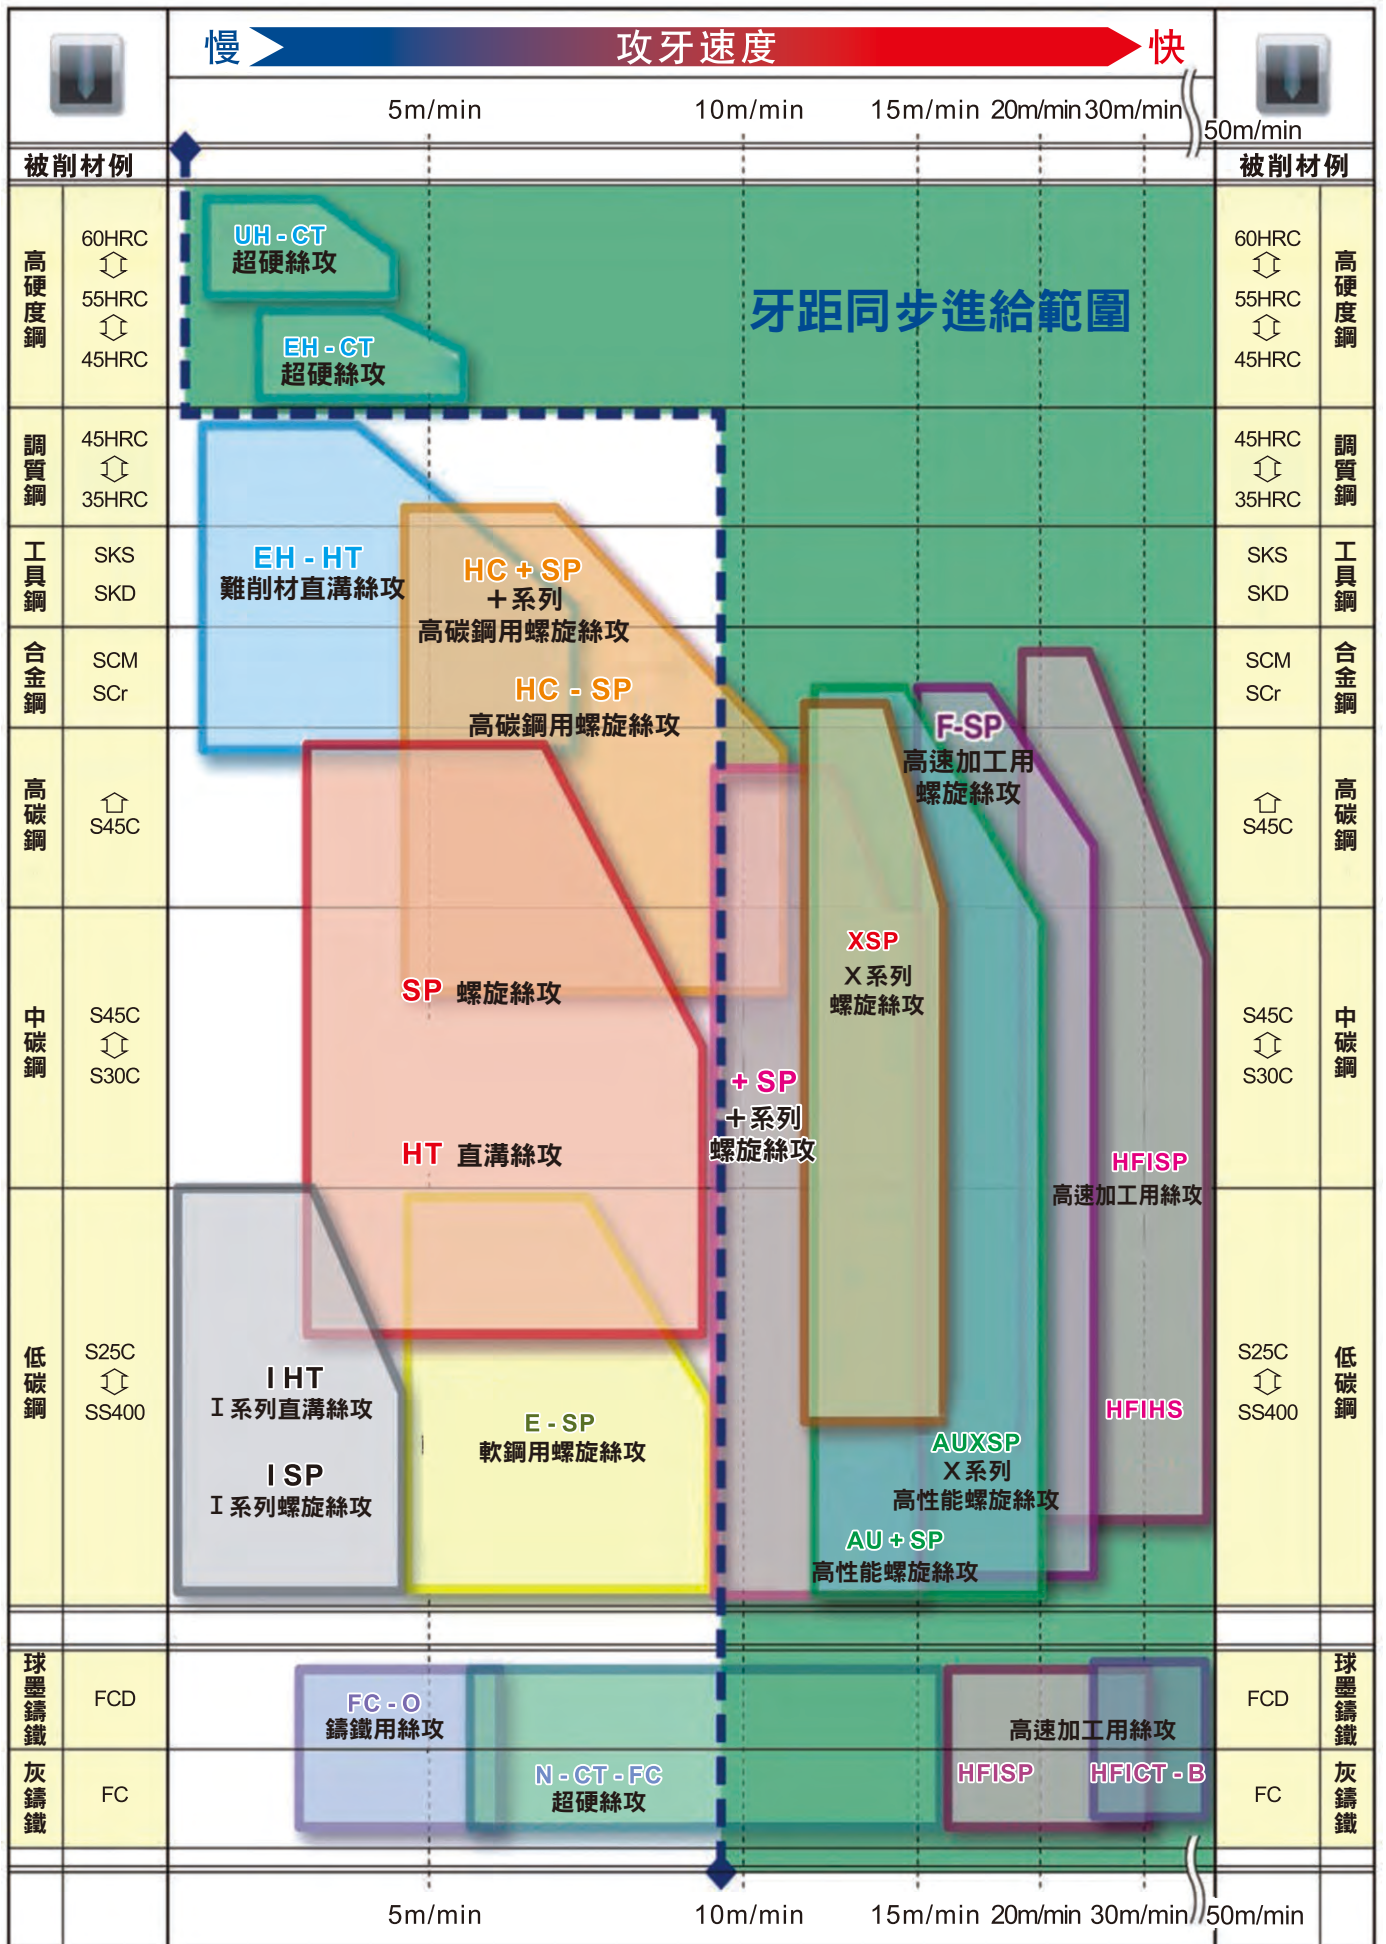 慢 攻牙速度 快
5m/min 10m/min 15m/min 20m/min 30m/min 50m/min
被削材例 被削材例
高硬度鋼
60HRC
55HRC
45HRC
UH - CT
超硬絲攻
EH - CT
超硬絲攻
牙距同步進給範圍
60HRC
55HRC
45HRC
高硬度鋼
調質鋼
45HRC
35HRC
45HRC
35HRC
調質鋼
工具鋼
SKS
SKD
EH - HT
難削材直溝絲攻
HC + SP
＋系列
高碳鋼用螺旋絲攻
SKS
SKD
工具鋼
合金鋼
SCM
SCr
HC - SP
高碳鋼用螺旋絲攻
SCM
SCr
合金鋼
高碳鋼
S45C
F-SP
高速加工用
螺旋絲攻
S45C
高碳鋼
中碳鋼
S45C
S30C
SP 螺旋絲攻
HT 直溝絲攻
+ SP
＋系列
螺旋絲攻
XSP
X系列
螺旋絲攻
HFISP
高速加工用絲攻
S45C
S30C
中碳鋼
低碳鋼
S25C
SS400
I HT
I 系列直溝絲攻
I SP
I 系列螺旋絲攻
E - SP
軟鋼用螺旋絲攻
HFIHS
AUXSP
X系列
高性能螺旋絲攻
AU + SP
高性能螺旋絲攻
S25C
SS400
低碳鋼
球墨鑄鐵
FCD
FC - O
鑄鐵用絲攻
高速加工用絲攻
FCD
球墨鑄鐵
灰鑄鐵
FC
N - CT - FC
超硬絲攻
HFISP
HFICT - B
FC
灰鑄鐵
5m/min 10m/min 15m/min 20m/min 30m/min 50m/min